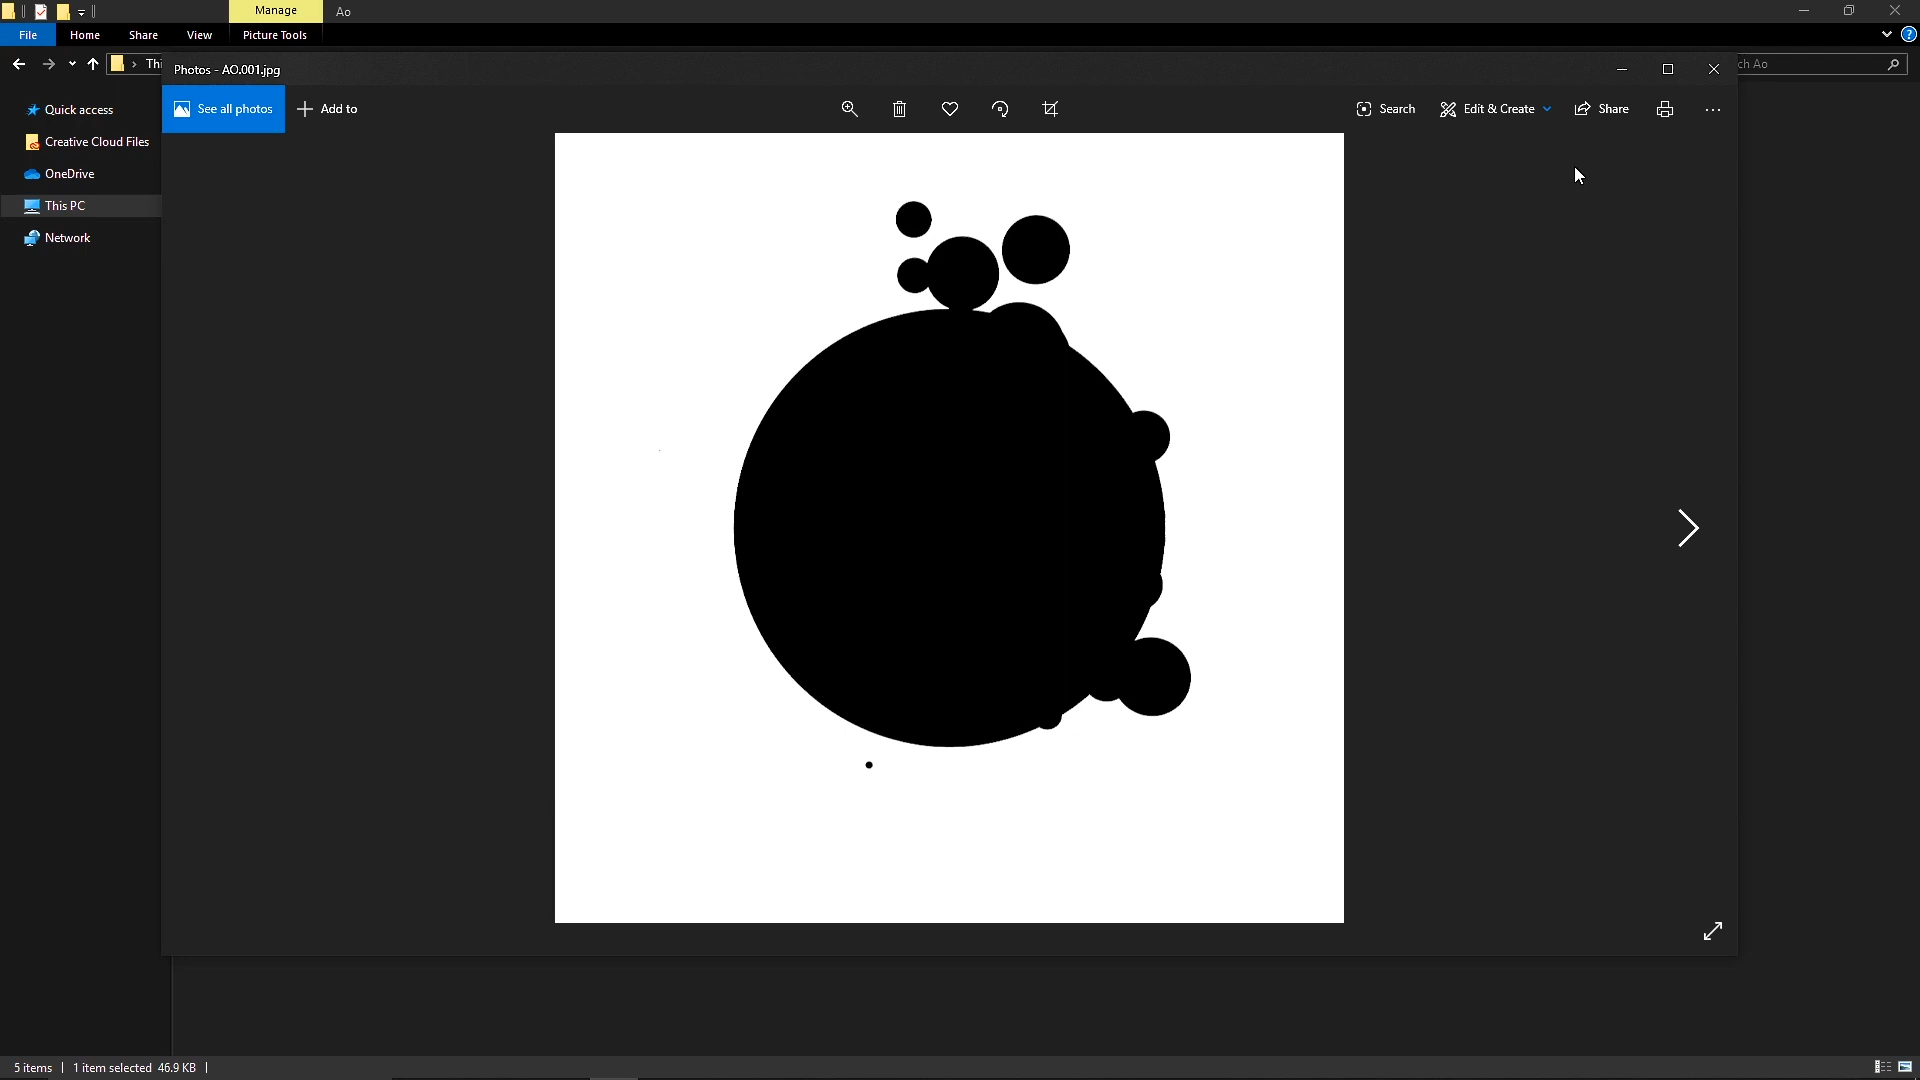 Manage
Ao
File
Home
Share
View
Picture Tools
Thi
ch Ao
Photos - AO.001.jpg
See all photos
Add to
Search
Edit & Create
Share
Quick access
Creative Cloud Files
OneDrive
This PC
Network
5 items
1 item selected 46.9 KB